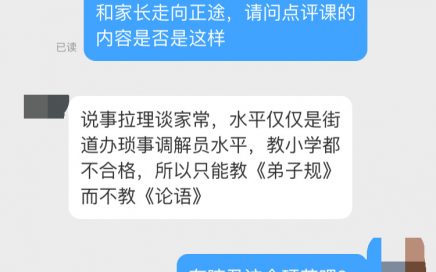 和家长走向正途，请问点评课的
内容是否是这样
已读
说事拉理谈家常，水平仅仅是街
道办琐事调解员水平，教小学都
不合格，所以只能教《弟子规》
而不教《论语》